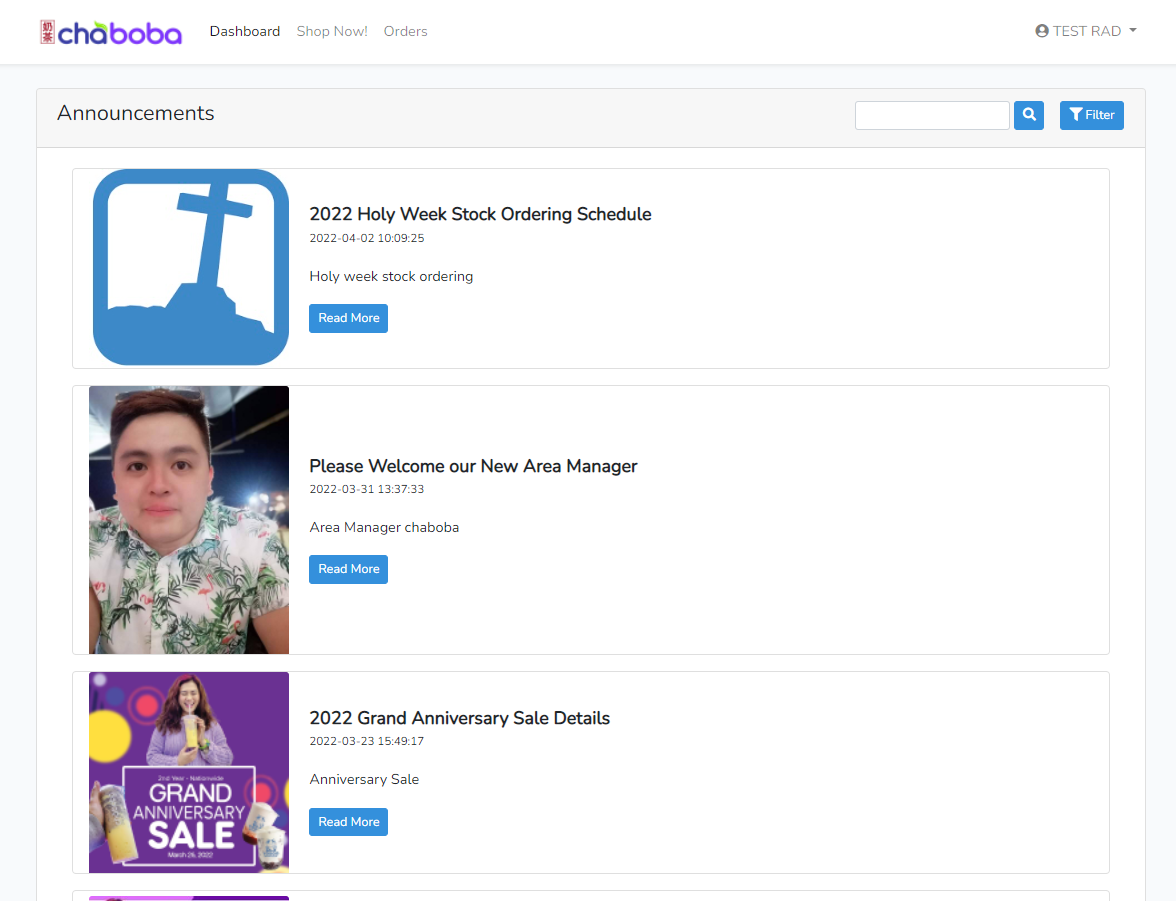 奶茶 chaboba Dashboard Shop Now! Orders TEST RAD
Announcements Filter
2022 Holy Week Stock Ordering Schedule
2022-04-02 10:09:25
Holy week stock ordering
Read More
Please Welcome our New Area Manager
2022-03-31 13:37:33
Area Manager chaboba
Read More
2022 Grand Anniversary Sale Details
2022-03-23 15:49:17
Anniversary Sale
Read More
2nd Year - Nationwide
GRAND
ANNIVERSARY
SALE
March 29, 2022